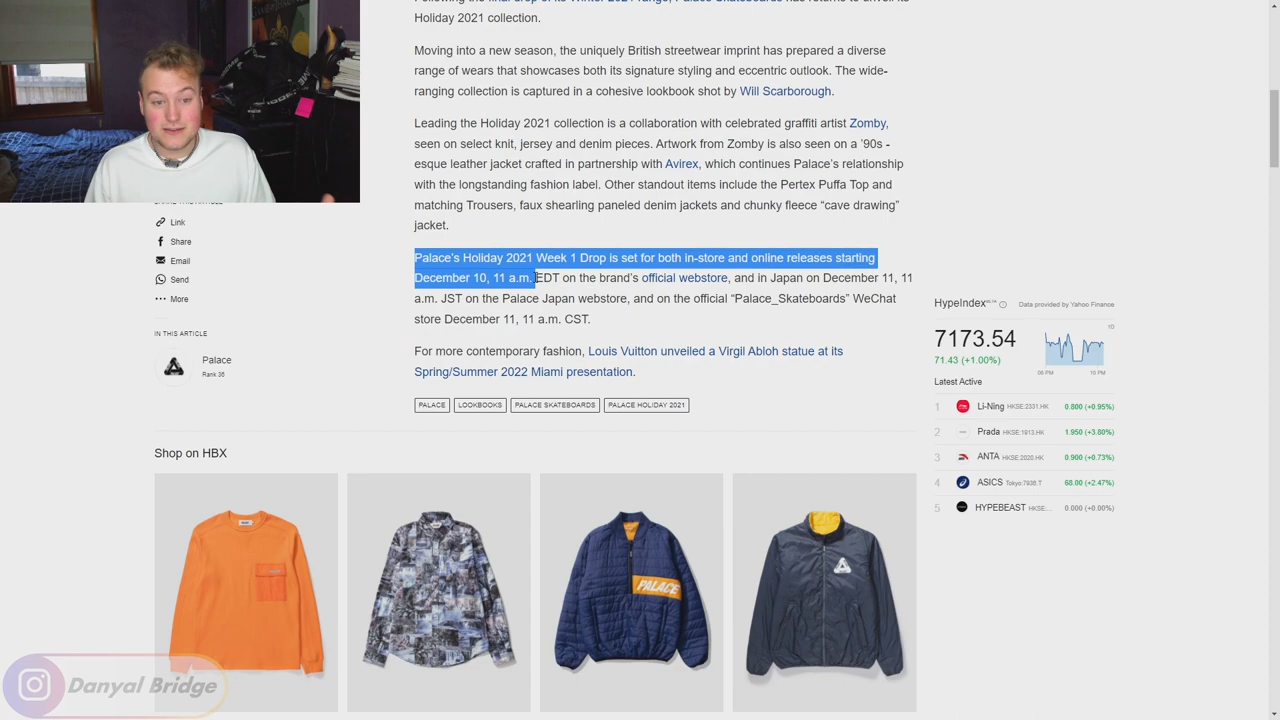 Following the final drop of its Winter 2021 range, Palace Skateboards has returned to unveil its
Holiday 2021 collection.
Moving into a new season, the uniquely British streetwear imprint has prepared a diverse
range of wears that showcases both its signature styling and eccentric outlook. The wide-
ranging collection is captured in a cohesive lookbook shot by Will Scarborough.
Leading the Holiday 2021 collection is a collaboration with celebrated graffiti artist Zomby,
seen on select knit, jersey and denim pieces. Artwork from Zomby is also seen on a ’90s -
esque leather jacket crafted in partnership with Avirex, which continues Palace’s relationship
with the longstanding fashion label. Other standout items include the Pertex Puffa Top and
matching Trousers, faux shearling paneled denim jackets and chunky fleece “cave drawing”
jacket.
Palace’s Holiday 2021 Week 1 Drop is set for both in-store and online releases starting
December 10, 11 a.m. EDT on the brand’s official webstore, and in Japan on December 11, 11
a.m. JST on the Palace Japan webstore, and on the official “Palace_Skateboards” WeChat
store December 11, 11 a.m. CST.
For more contemporary fashion, Louis Vuitton unveiled a Virgil Abloh statue at its
Spring/Summer 2022 Miami presentation.
PALACE LOOKBOOKS PALACE SKATEBOARDS PALACE HOLIDAY 2021
SHARE THIS ARTICLE
Link
Share
Email
Send
More
IN THIS ARTICLE
Palace
Rank 36
HypeIndex BETA Data provided by Yahoo Finance
7173.54
1D
71.43 (+1.00%)
06 PM 10 PM
Latest Active
1 Li-Ning HKSE:2331.HK 0.800 (+0.95%)
2 Prada HKSE:1913.HK 1.950 (+3.80%)
3 ANTA HKSE:2020.HK 0.900 (+0.73%)
4 ASICS Tokyo:7936.T 68.00 (+2.47%)
5 HYPEBEAST HKSE:... 0.000 (+0.00%)
Shop on HBX
PALACE
Danyal Bridge